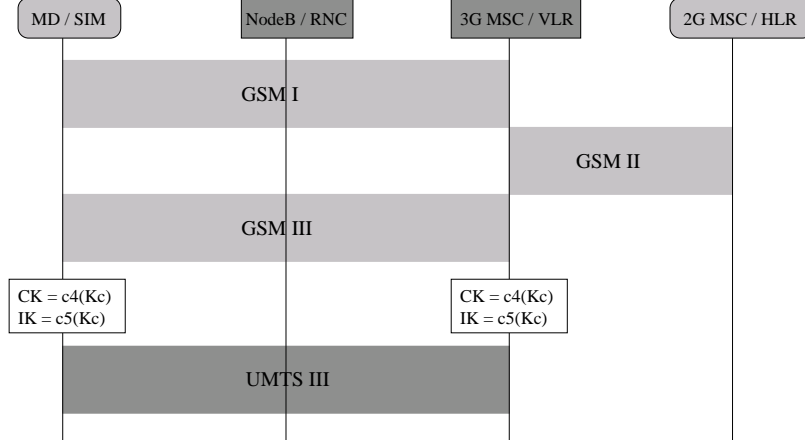 MD / SIM
NodeB / RNC
3G MSC / VLR
2G MSC / HLR
GSM I
GSM II
GSM III
CK = c4(Kc)
IK = c5(Kc)
CK = c4(Kc)
IK = c5(Kc)
UMTS III